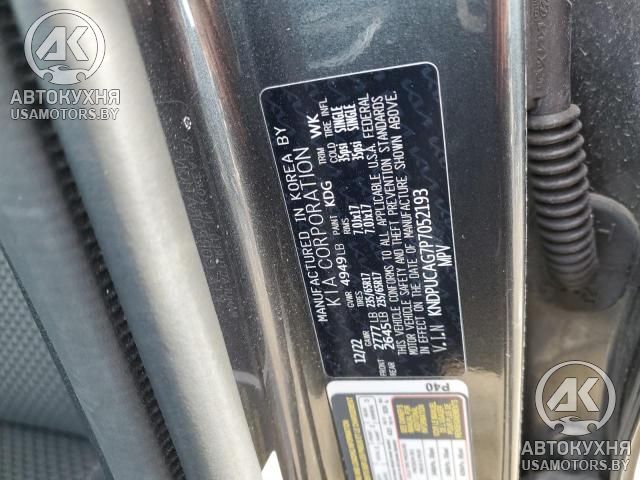 АВТОКУХНЯ
USAMOTORS.BY
MANUFACTURED IN KOREA BY
KIA CORPORATION
12/22 GVWR 4949LB PAINT KDG TRIM WK
GAWR TIRES RIMS COLD TIRE INFL
FRONT 2777LB 235/65R17 7.0Jx17 35psi SINGLE
REAR 2645LB 235/65R17 7.0Jx17 35psi SINGLE
THIS VEHICLE CONFORMS TO ALL APPLICABLE U.S.A. FEDERAL
MOTOR VEHICLE SAFETY AND THEFT PREVENTION STANDARDS
IN EFFECT ON THE DATE OF MANUFACTURE SHOWN ABOVE.
V.I.N KNDPUCAG7P7052193
MPV
P40
АВТОКУХНЯ
USAMOTORS.BY